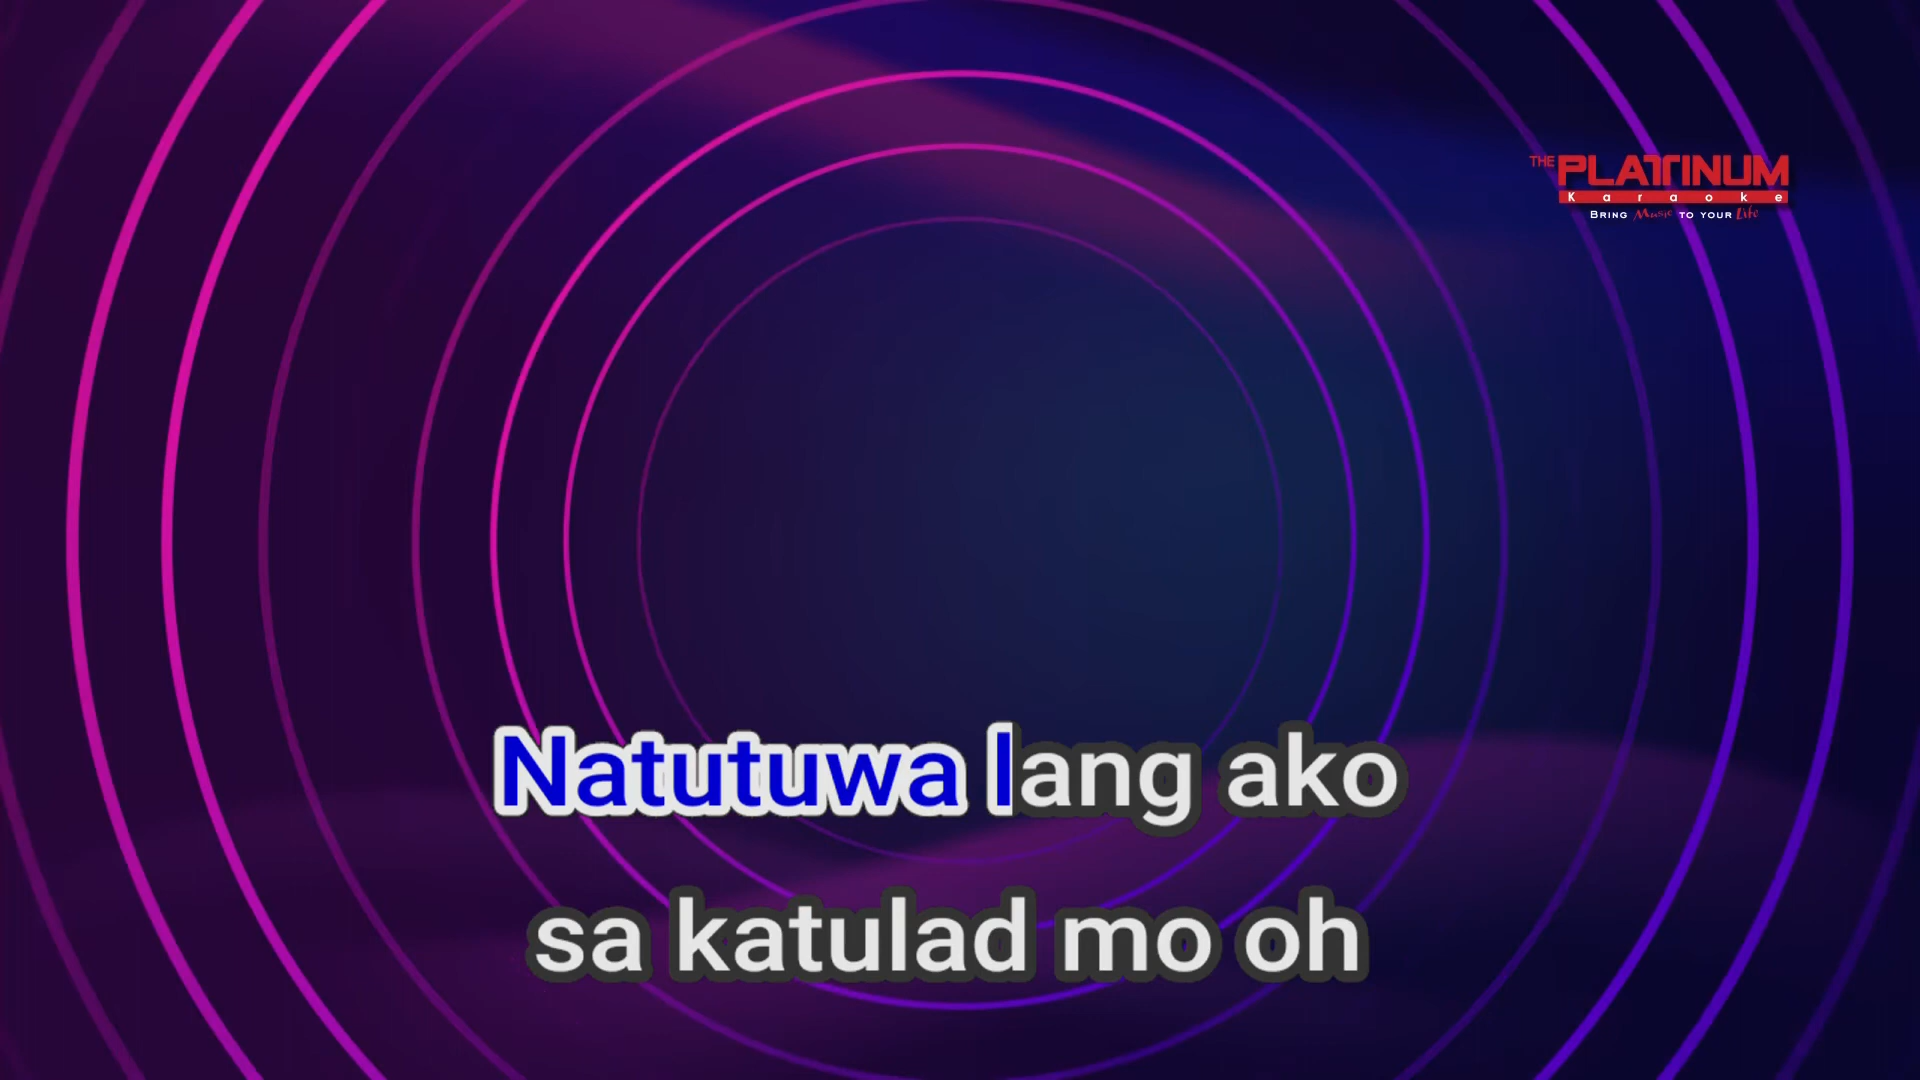 THE PLATINUM
Karaoke
BRING Music TO YOUR Life
Natutuwa lang ako
sa katulad mo oh